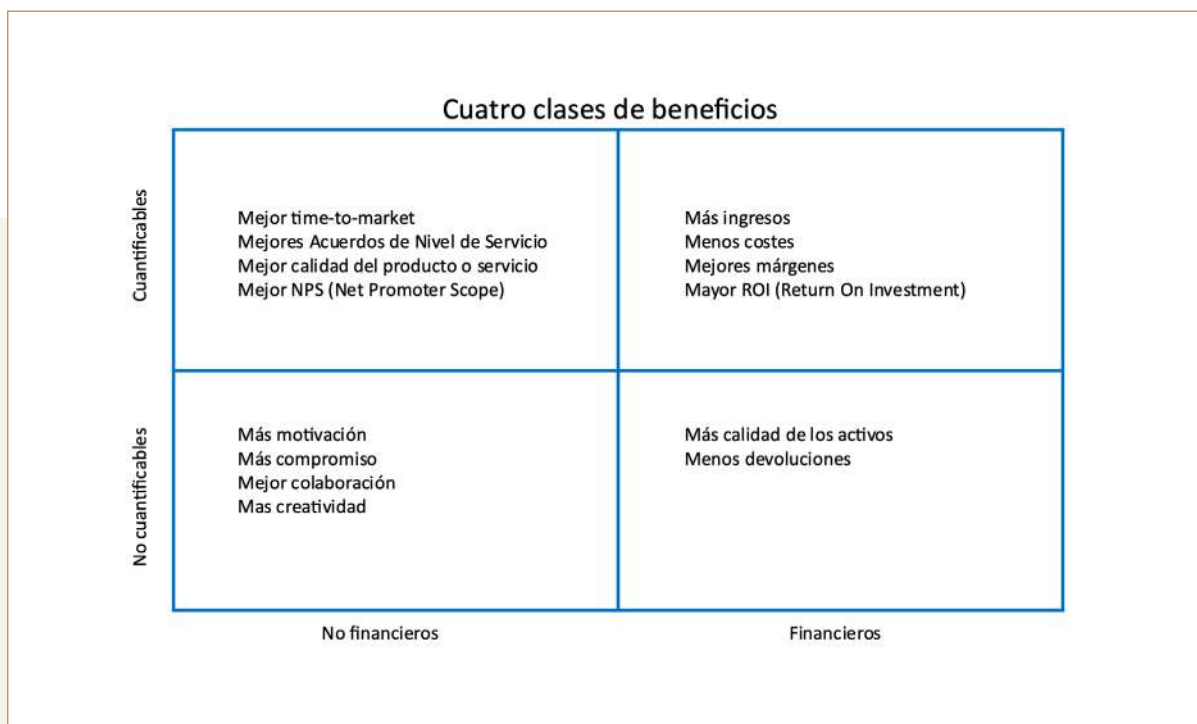 Cuatro clases de beneficios
Cuantificables
Mejor time-to-market
Mejores Acuerdos de Nivel de Servicio
Mejor calidad del producto o servicio
Mejor NPS (Net Promoter Scope)
Más ingresos
Menos costes
Mejores márgenes
Mayor ROI (Return On Investment)
No cuantificables
Más motivación
Más compromiso
Mejor colaboración
Mas creatividad
Más calidad de los activos
Menos devoluciones
No financieros
Financieros